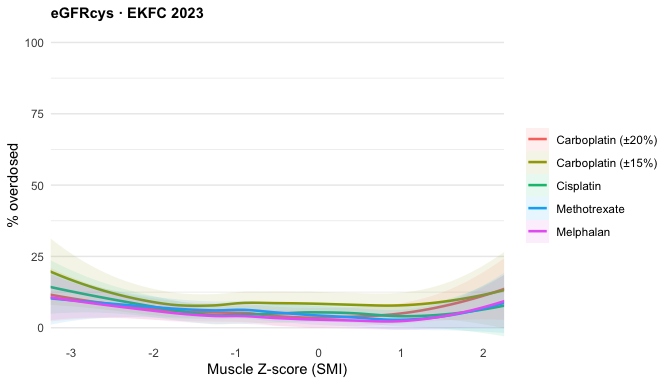 eGFRcys · EKFC 2023
100
75
50
25
0
% overdosed
-3 -2 -1 0 1 2
Muscle Z-score (SMI)
Carboplatin (±20%)
Carboplatin (±15%)
Cisplatin
Methotrexate
Melphalan